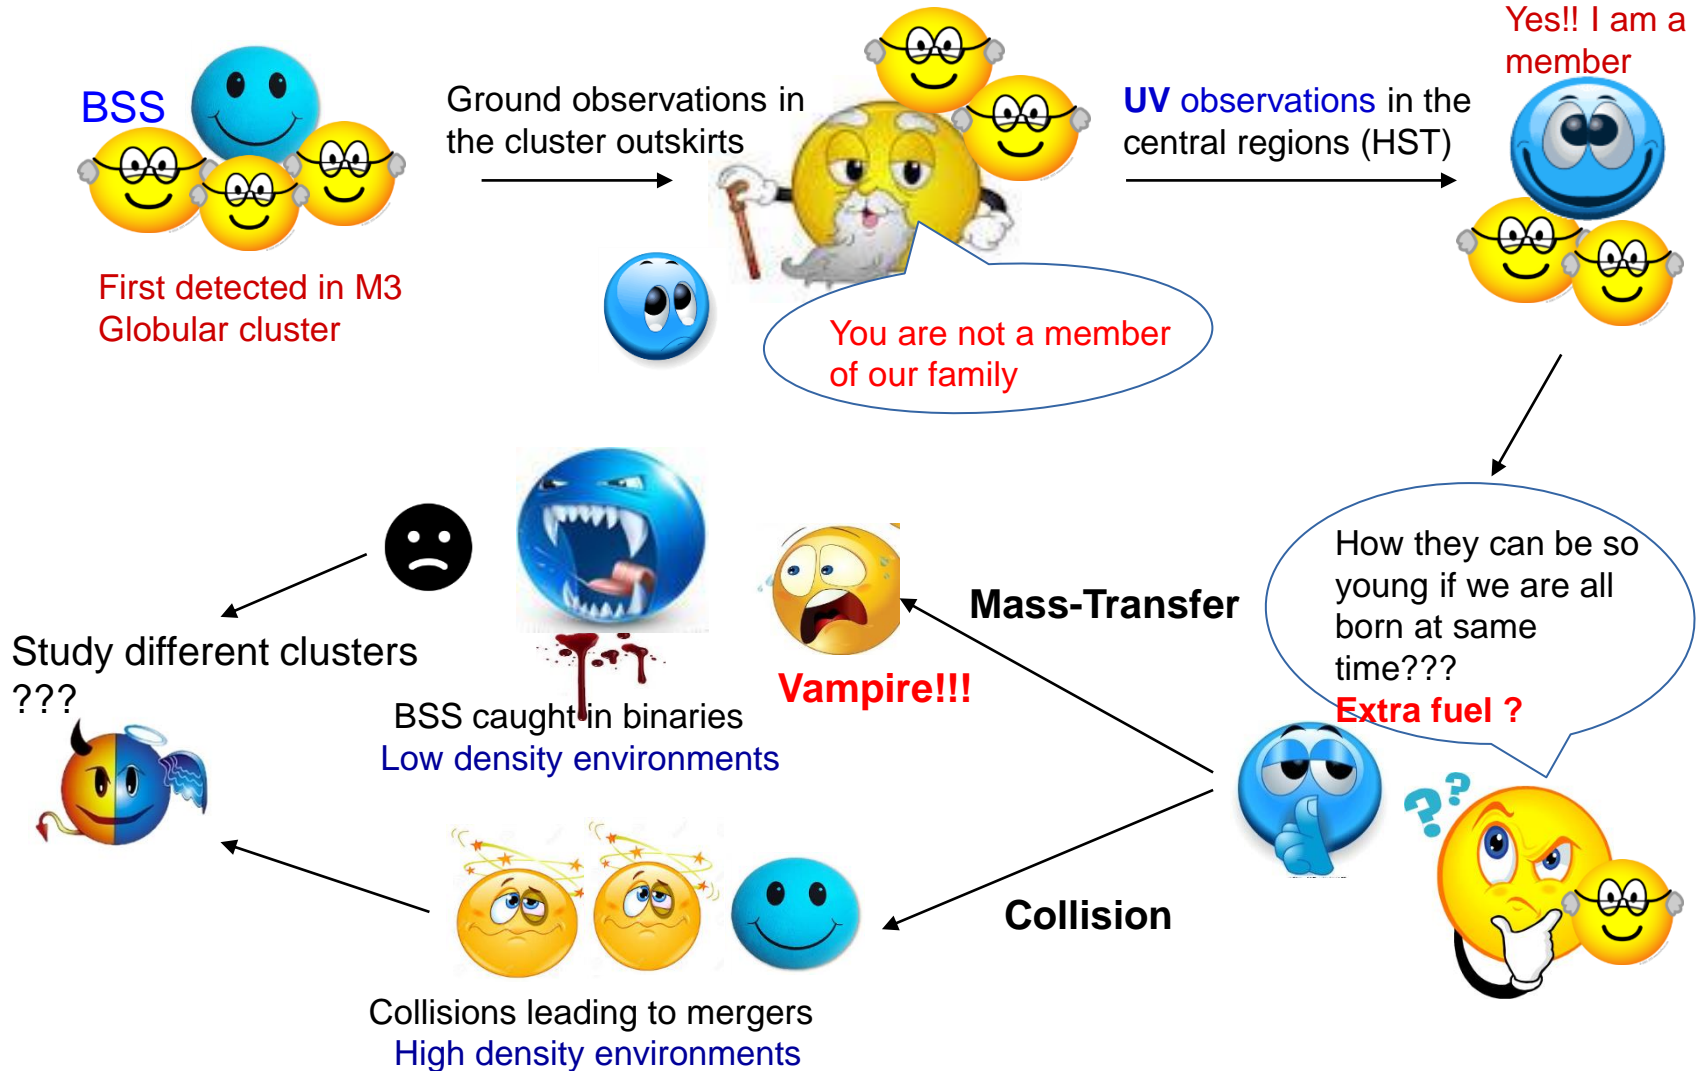 BSS
First detected in M3
Globular cluster
Ground observations in
the cluster outskirts
You are not a member
of our family
UV observations in the
central regions (HST)
Yes!! I am a
member
How they can be so
young if we are all
born at same
time???
Extra fuel ?
? ?
Mass-Transfer
Vampire!!!
BSS caught in binaries
Low density environments
Collision
Collisions leading to mergers
High density environments
Study different clusters
???